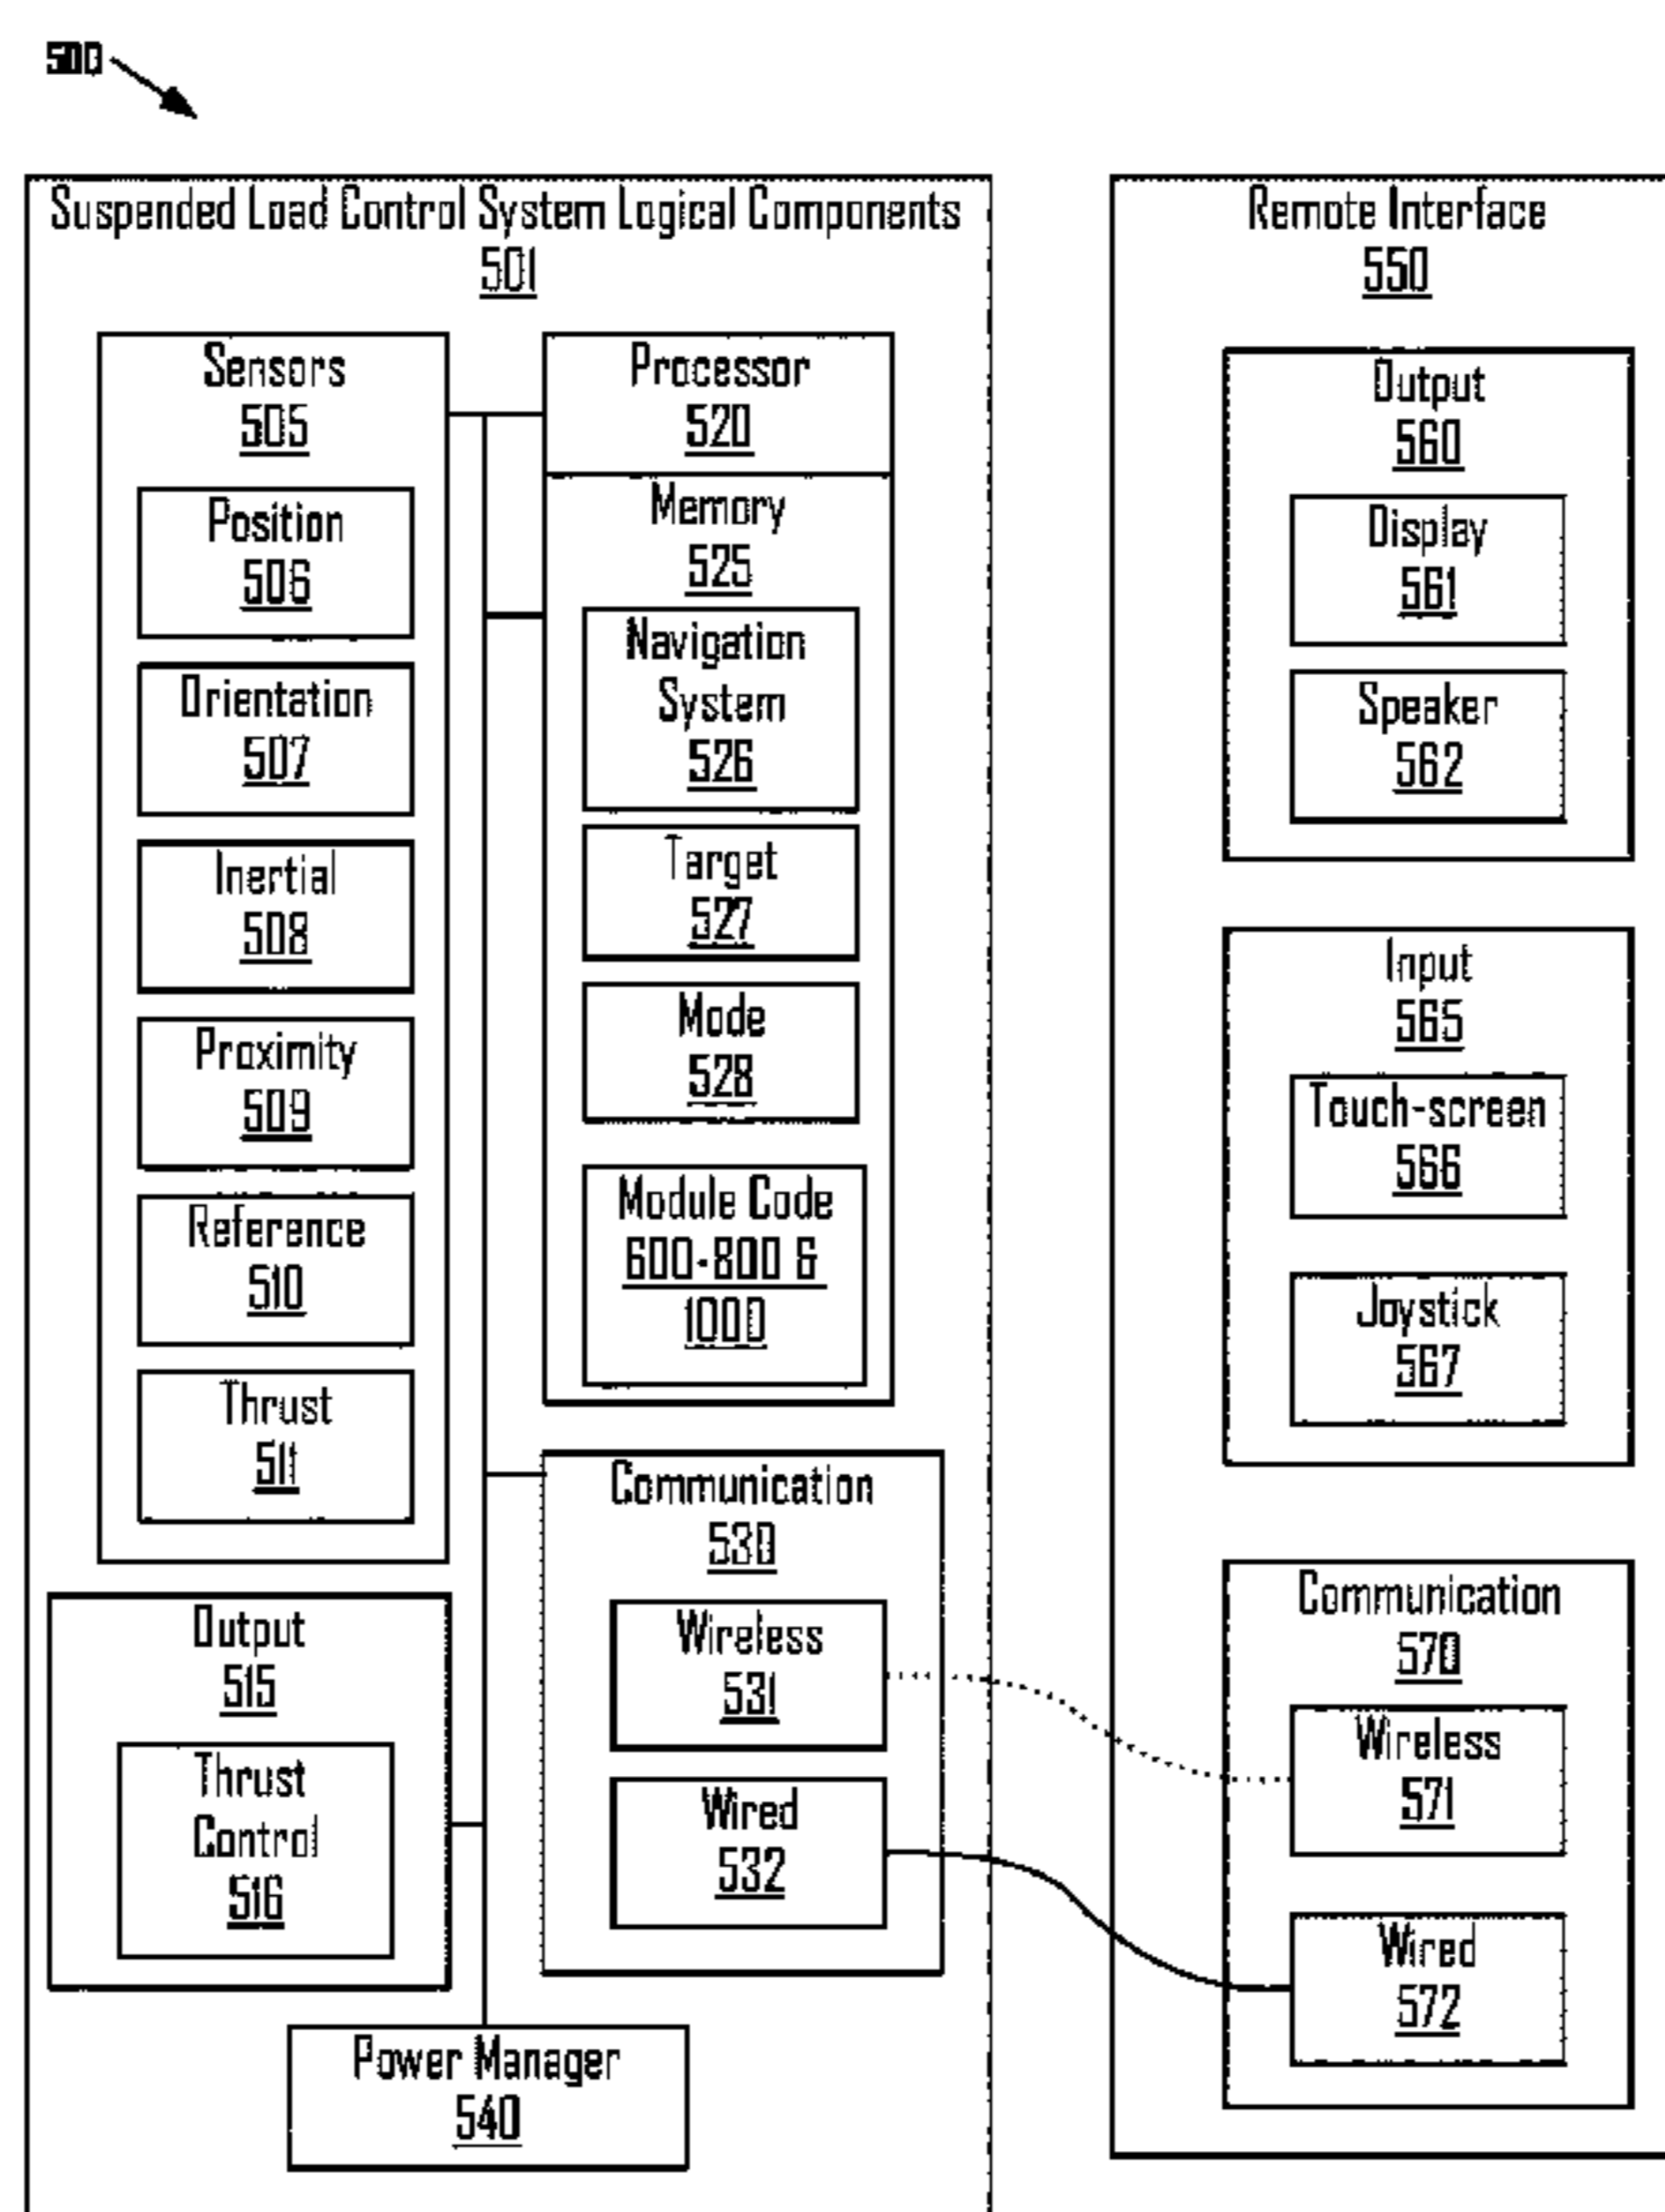 500
Suspended Load Control System Logical Components
501
Sensors
505
Position
506
Orientation
507
Inertial
508
Proximity
509
Reference
510
Thrust
511
Output
515
Thrust
Control
516
Processor
520
Memory
525
Navigation
System
526
Target
527
Mode
528
Module Code
600-800 &
1000
Communication
530
Wireless
531
Wired
532
Power Manager
540
Remote Interface
550
Output
560
Display
561
Speaker
562
Input
565
Touch-screen
566
Joystick
567
Communication
570
Wireless
571
Wired
572